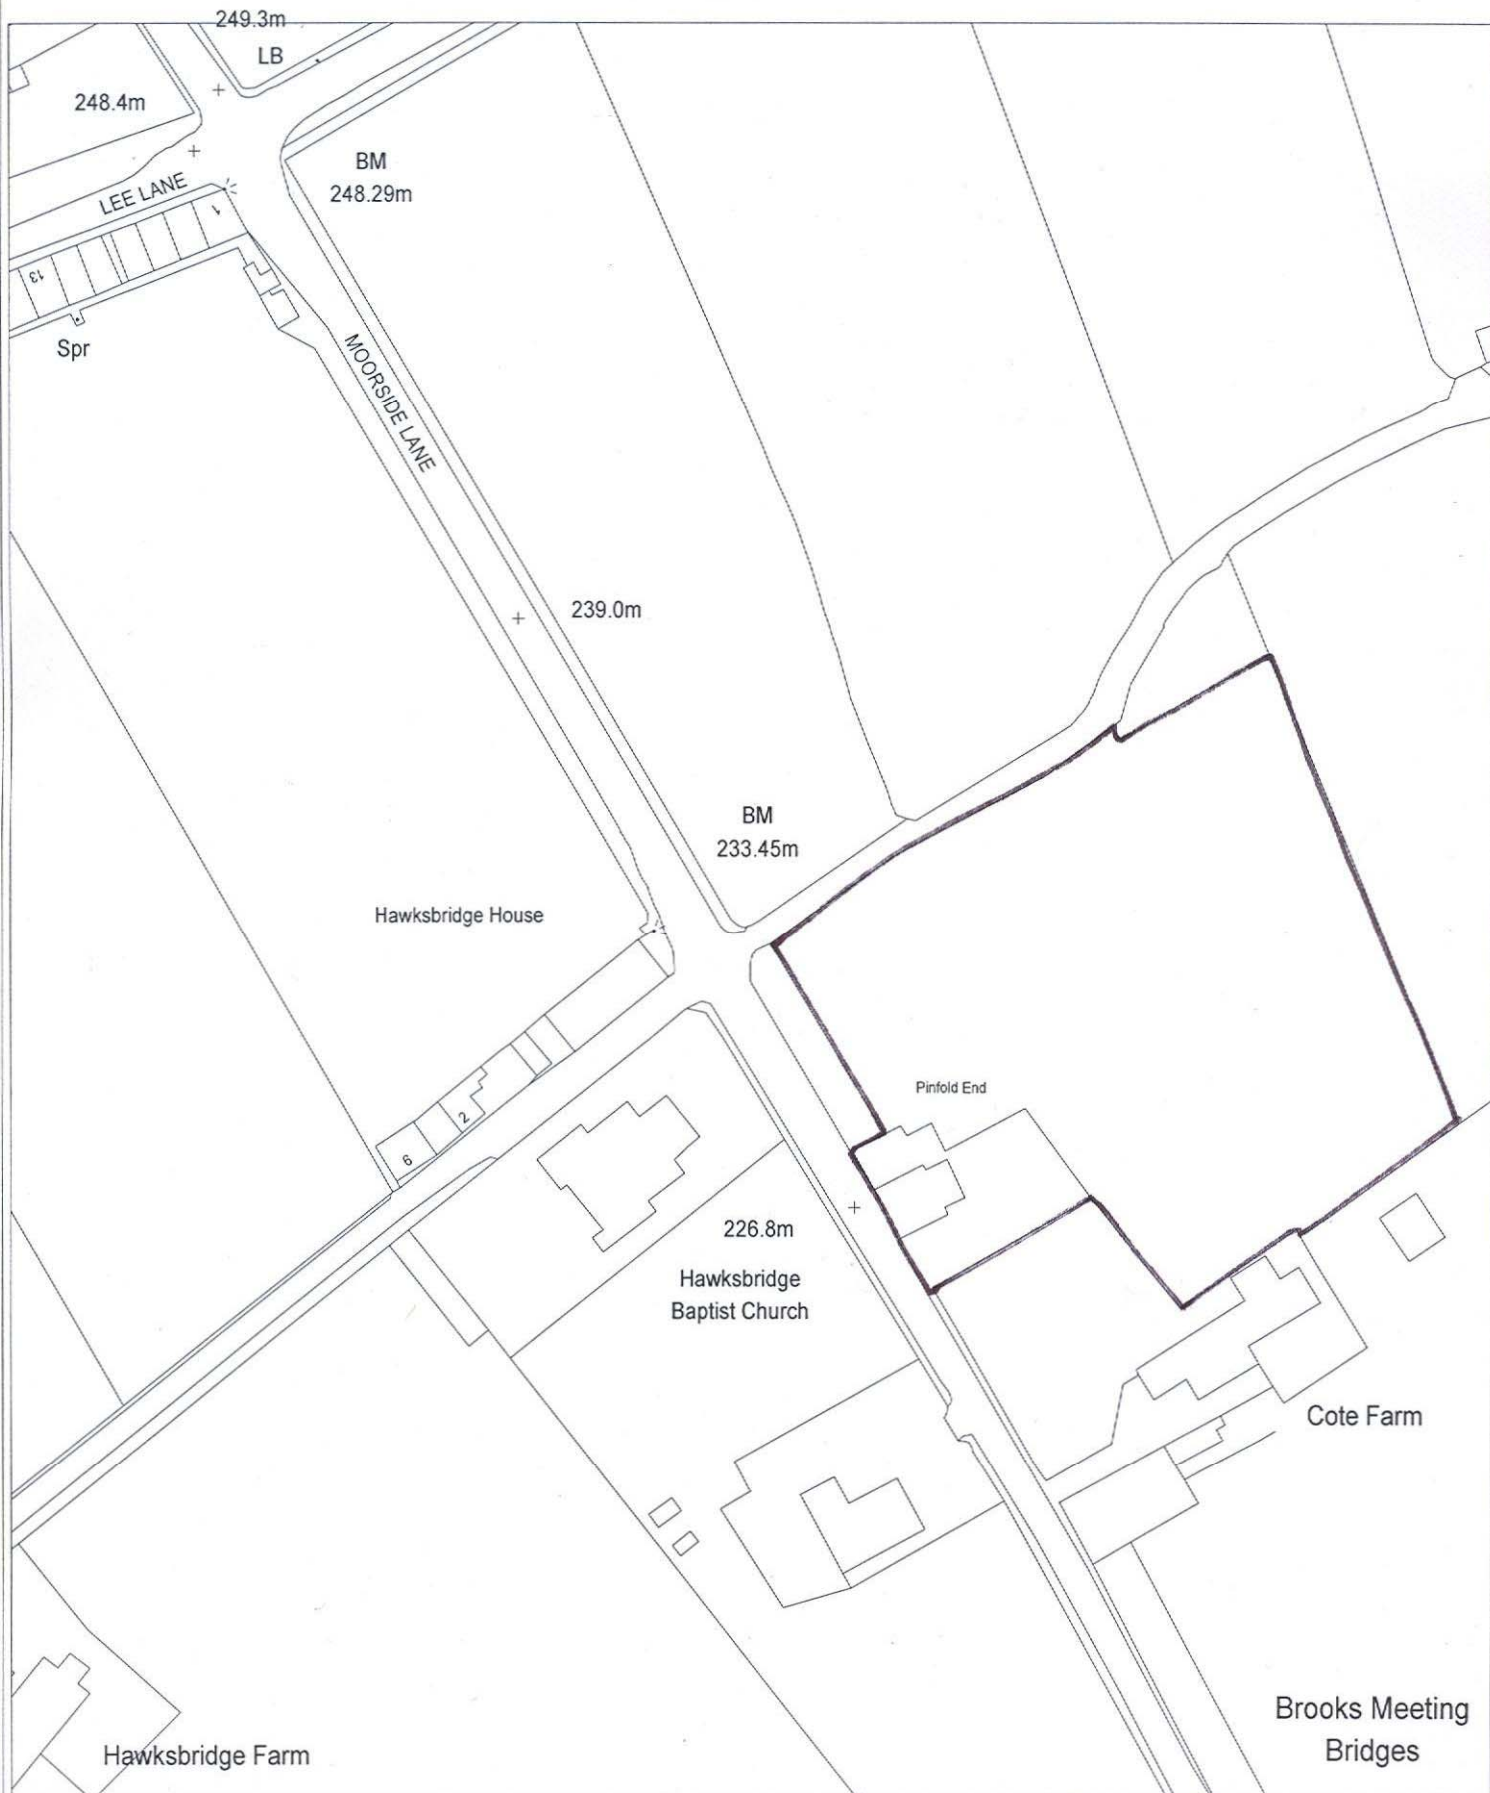 249.3m
LB
248.4m
BM
248.29m
LEE LANE
1
13
Spr
MOORSIDE LANE
239.0m
BM
233.45m
Hawksbridge House
Pinfold End
2
6
226.8m
Hawksbridge
Baptist Church
Cote Farm
Brooks Meeting
Bridges
Hawksbridge Farm